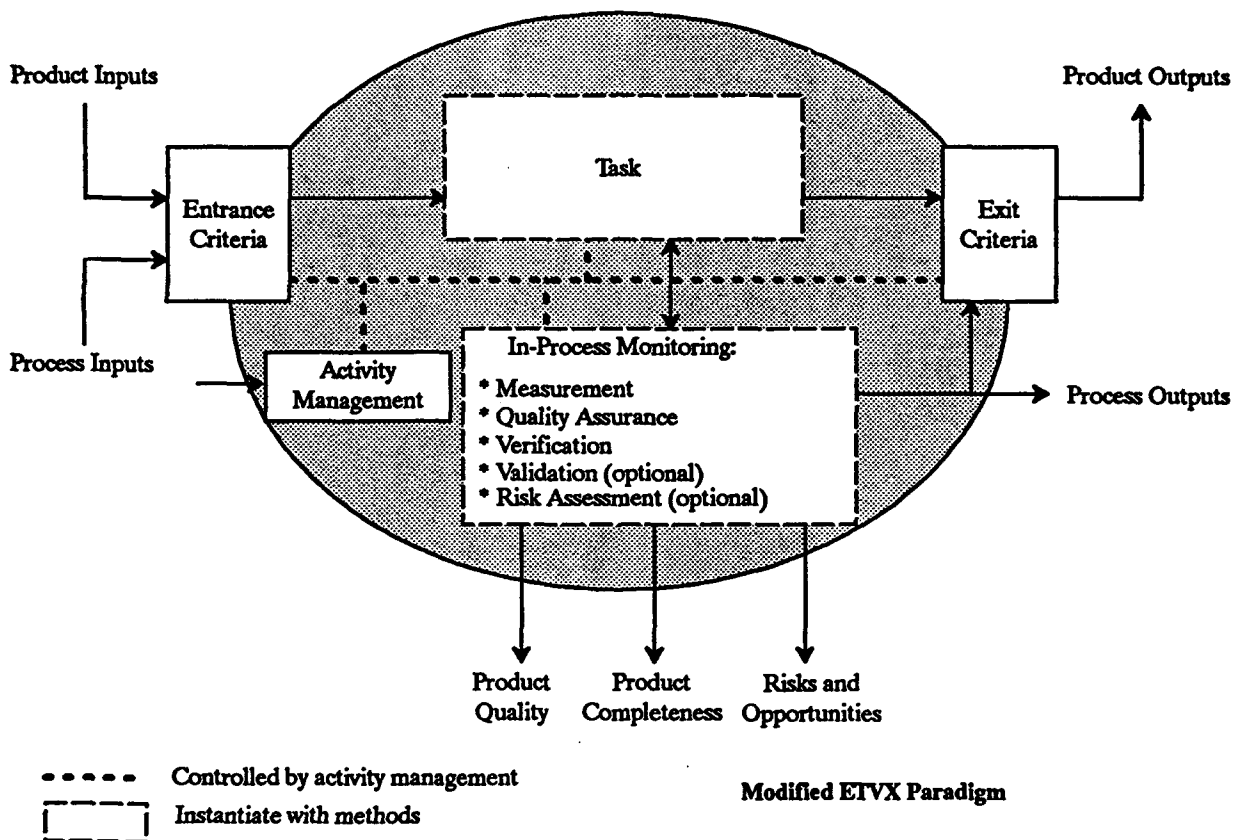 Product Inputs
Product Outputs
Task
Entrance
Criteria
Exit
Criteria
Process Inputs
Activity
Management
In-Process Monitoring:
* Measurement
* Quality Assurance
* Verification
* Validation (optional)
* Risk Assessment (optional)
Process Outputs
Product
Quality
Product
Completeness
Risks and
Opportunities
Controlled by activity management
Instantiate with methods
Modified ETVX Paradigm